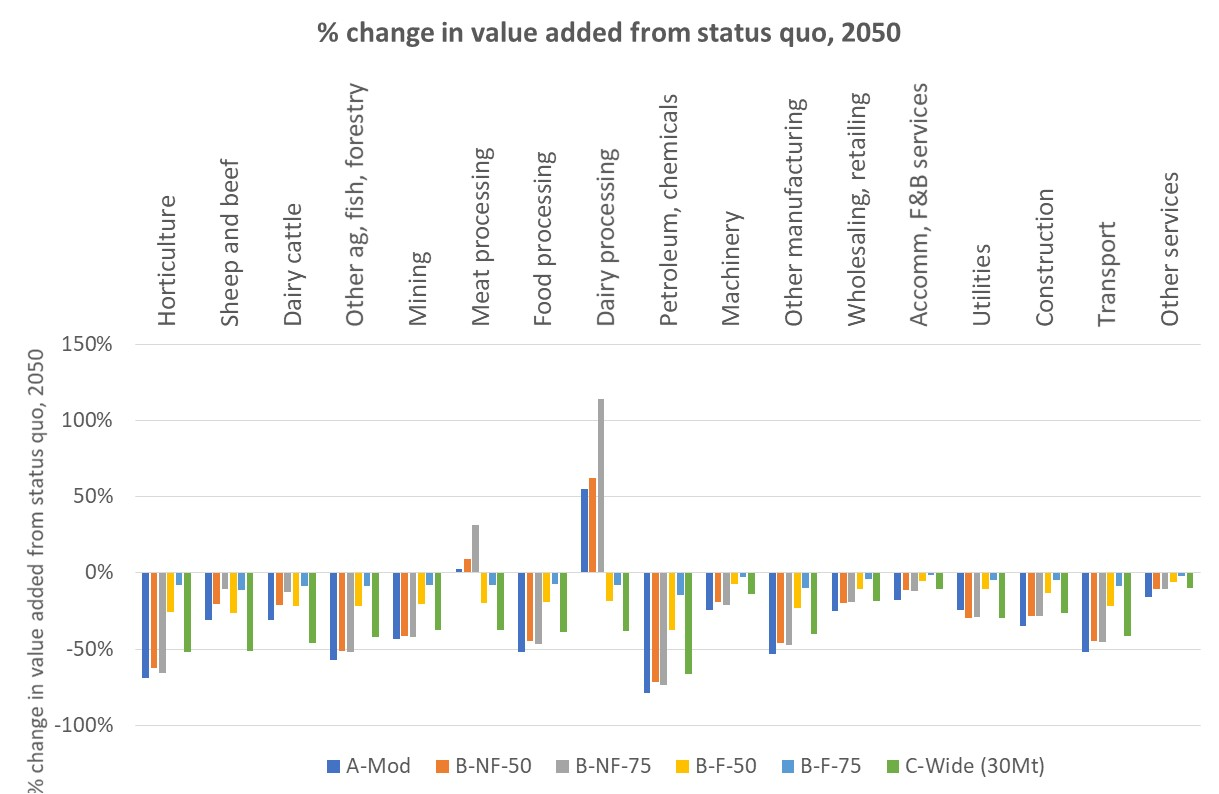 % change in value added from status quo, 2050
Horticulture
Sheep and beef
Dairy cattle
Other ag, fish, forestry
Mining
Meat processing
Food processing
Dairy processing
Petroleum, chemicals
Machinery
Other manufacturing
Wholesaling, retailing
Accomm, F&B services
Utilities
Construction
Transport
Other services
% change in value added from status quo, 2050
150%
100%
50%
0%
-50%
-100%
A-Mod B-NF-50 B-NF-75 B-F-50 B-F-75 C-Wide (30Mt)